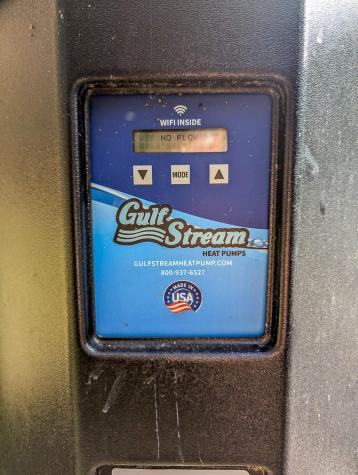 WIFI INSIDE
NO FLOW
MODE
Gulf
Stream
HEAT PUMPS
GULFSTREAMHEATPUMP.COM
800-937-6527
MADE IN
USA